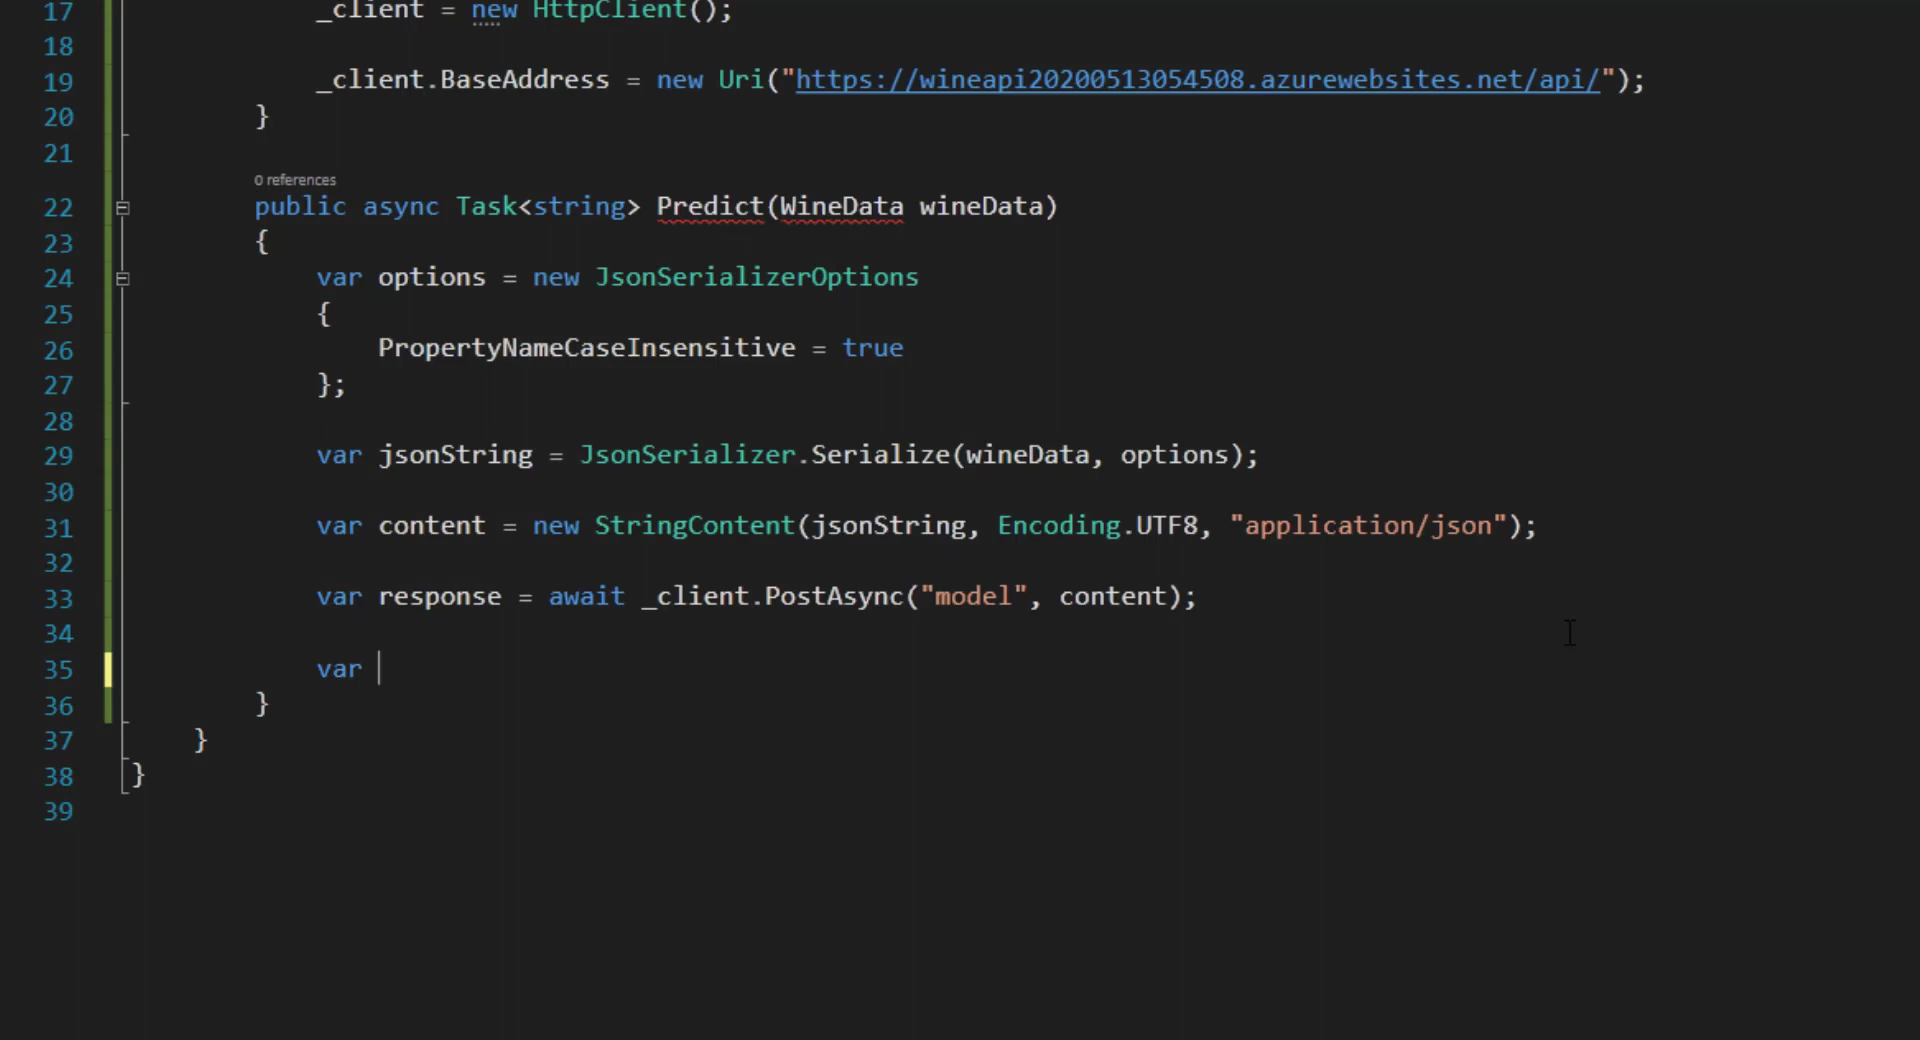 17 _client = new HttpClient();
18
19 _client.BaseAddress = new Uri("https://wineapi20200513054508.azurewebsites.net/api/");
20 }
21
0 references
22 public async Task<string> Predict(WineData wineData)
23 {
24 var options = new JsonSerializerOptions
25 {
26 PropertyNameCaseInsensitive = true
27 };
28
29 var jsonString = JsonSerializer.Serialize(wineData, options);
30
31 var content = new StringContent(jsonString, Encoding.UTF8, "application/json");
32
33 var response = await _client.PostAsync("model", content);
34
35 var
36 }
37 }
38 }
39